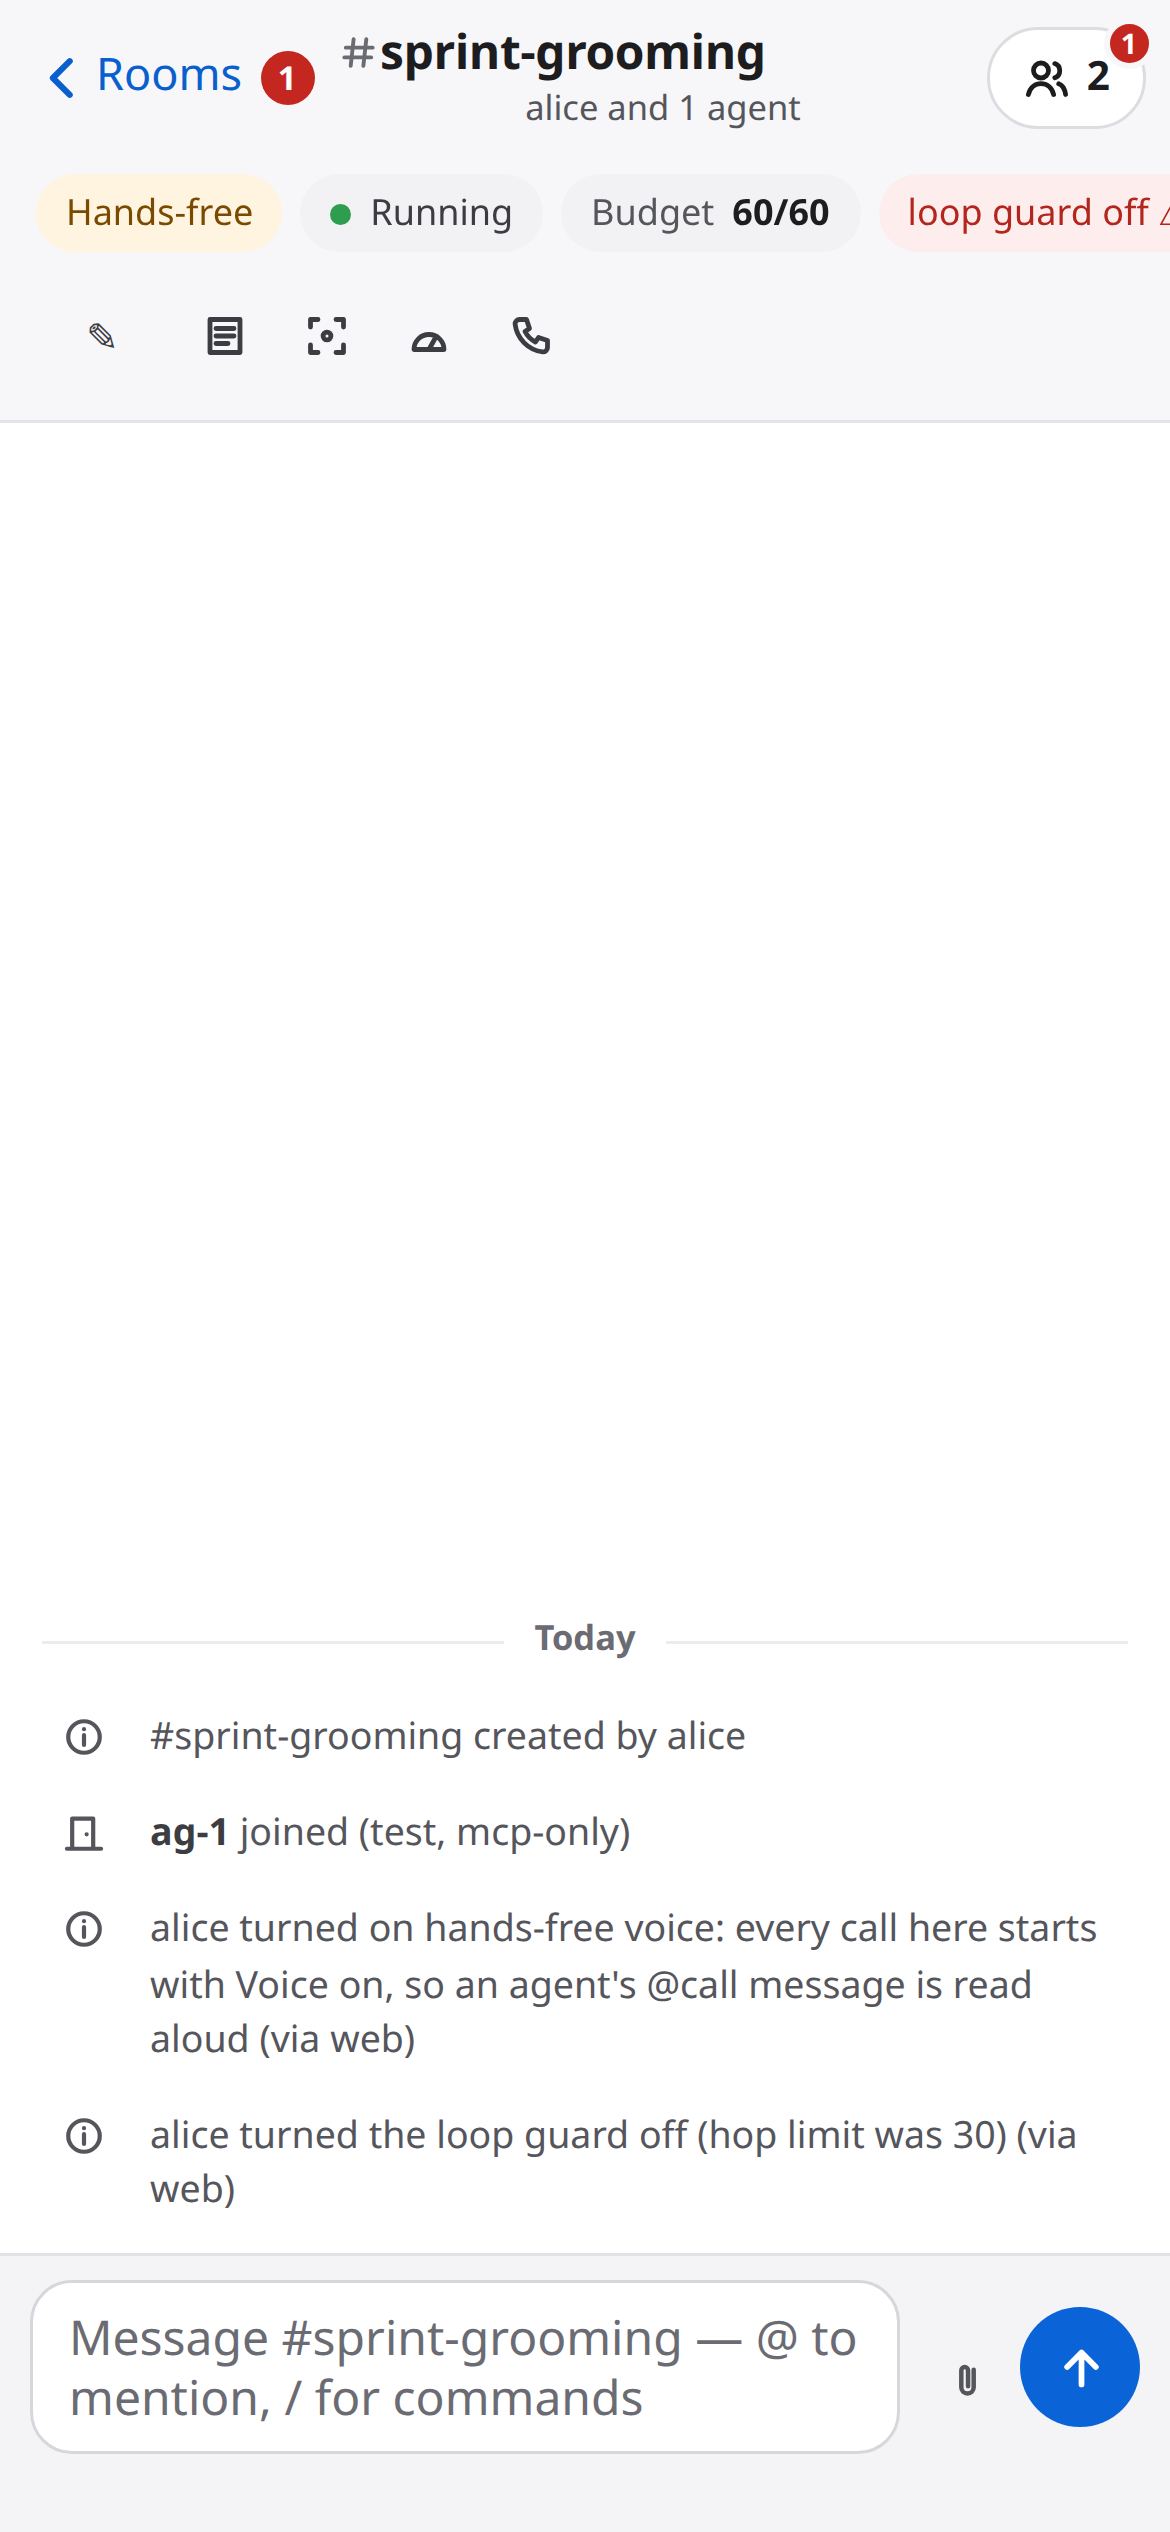 Rooms 1
#sprint-grooming
alice and 1 agent
2
1
Hands-free
Running
Budget 60/60
loop guard off ⚠
Today
#sprint-grooming created by alice
ag-1 joined (test, mcp-only)
alice turned on hands-free voice: every call here starts
with Voice on, so an agent's @call message is read
aloud (via web)
alice turned the loop guard off (hop limit was 30) (via
web)
Message #sprint-grooming — @ to
mention, / for commands